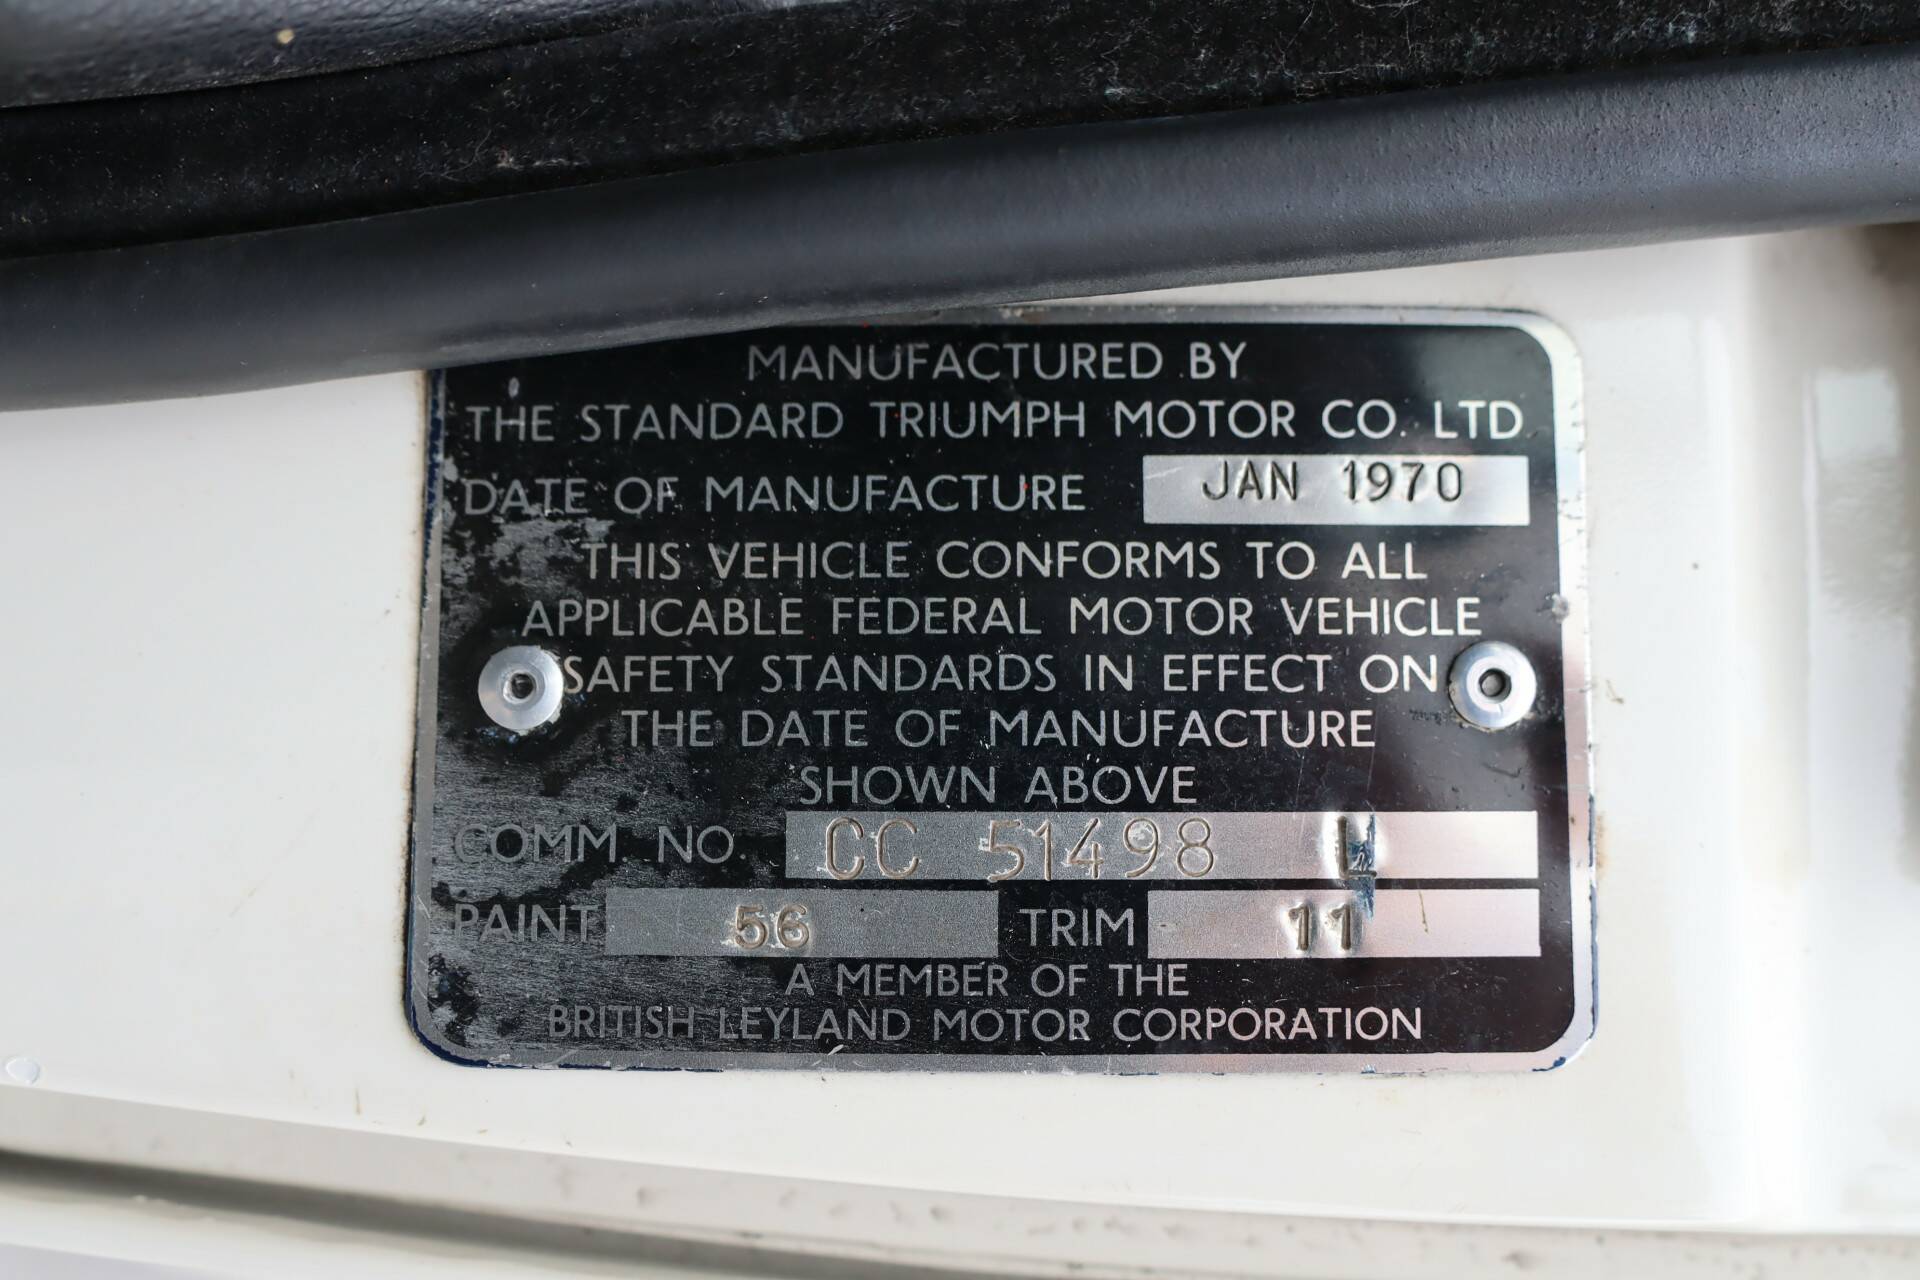 MANUFACTURED BY
THE STANDARD TRIUMPH MOTOR CO. LTD
DATE OF MANUFACTURE JAN 1970
THIS VEHICLE CONFORMS TO ALL
APPLICABLE FEDERAL MOTOR VEHICLE
SAFETY STANDARDS IN EFFECT ON
THE DATE OF MANUFACTURE
SHOWN ABOVE
COMM. NO. CC 51498 L
PAINT 56 TRIM 11
A MEMBER OF THE
BRITISH LEYLAND MOTOR CORPORATION